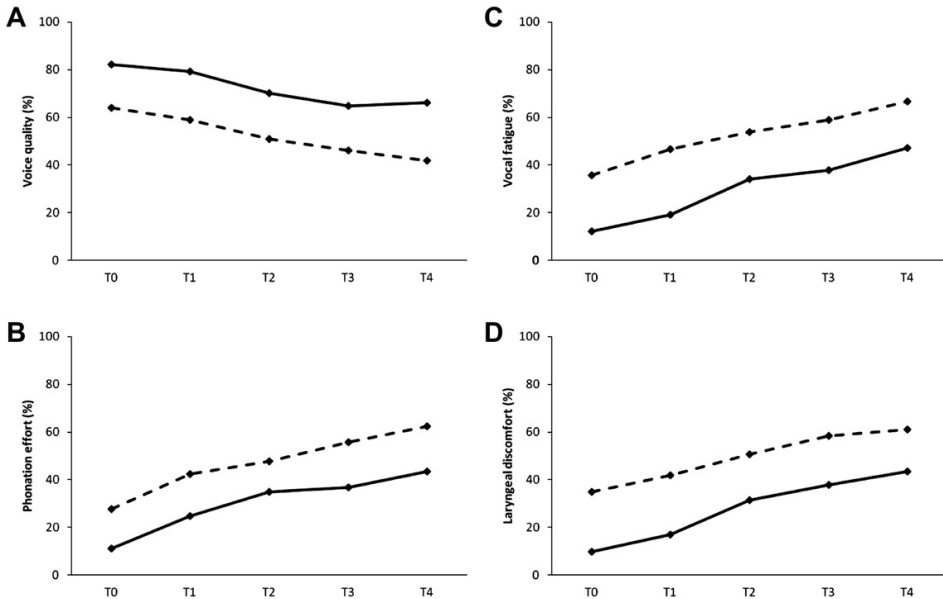 A
Voice quality (%)
100
80
60
40
20
0
T0 T1 T2 T3 T4
C
Vocal fatigue (%)
100
80
60
40
20
0
T0 T1 T2 T3 T4
B
Phonation effort (%)
100
80
60
40
20
0
T0 T1 T2 T3 T4
D
Laryngeal discomfort (%)
100
80
60
40
20
0
T0 T1 T2 T3 T4